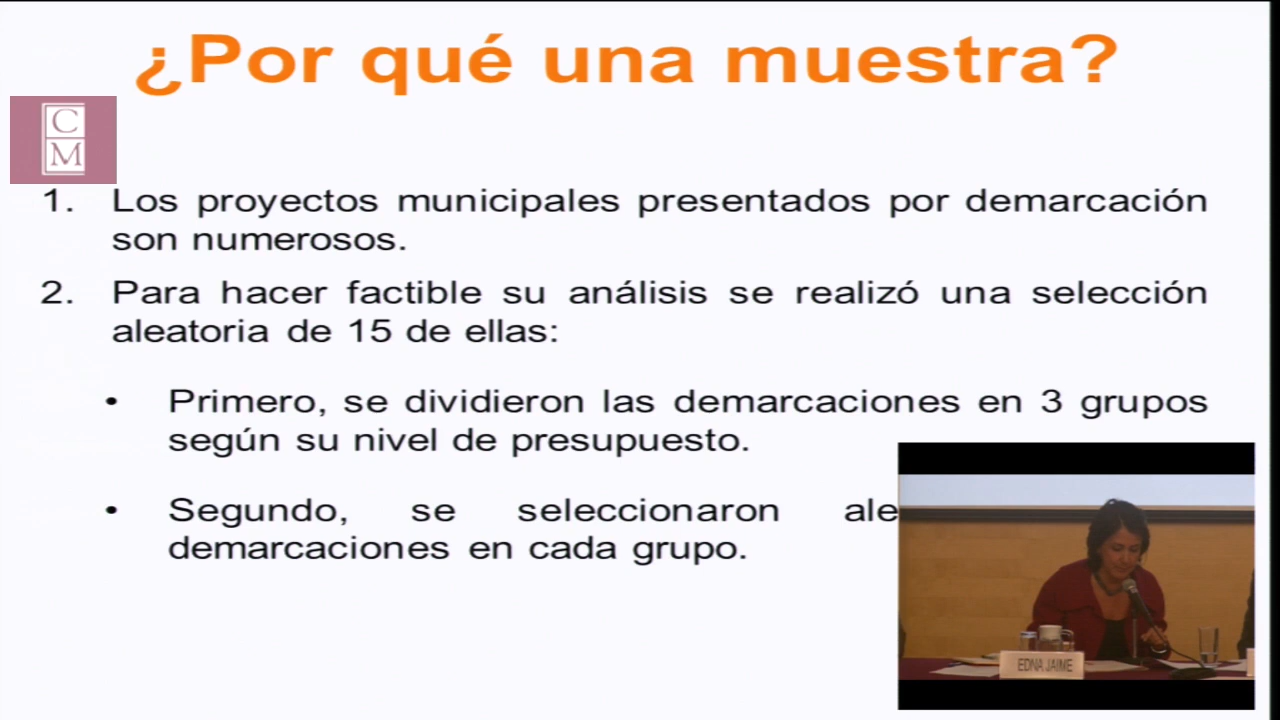 ¿Por qué una muestra?
C
M
1. Los proyectos municipales presentados por demarcación
son numerosos.
2. Para hacer factible su análisis se realizó una selección
aleatoria de 15 de ellas:
• Primero, se dividieron las demarcaciones en 3 grupos
según su nivel de presupuesto.
• Segundo, se seleccionaron
demarcaciones en cada grupo.
EDNA JAIME